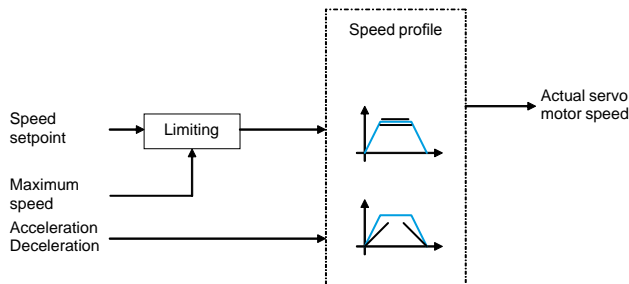 Speed profile
Speed
setpoint
Limiting
Actual servo
motor speed
Maximum
speed
Acceleration
Deceleration